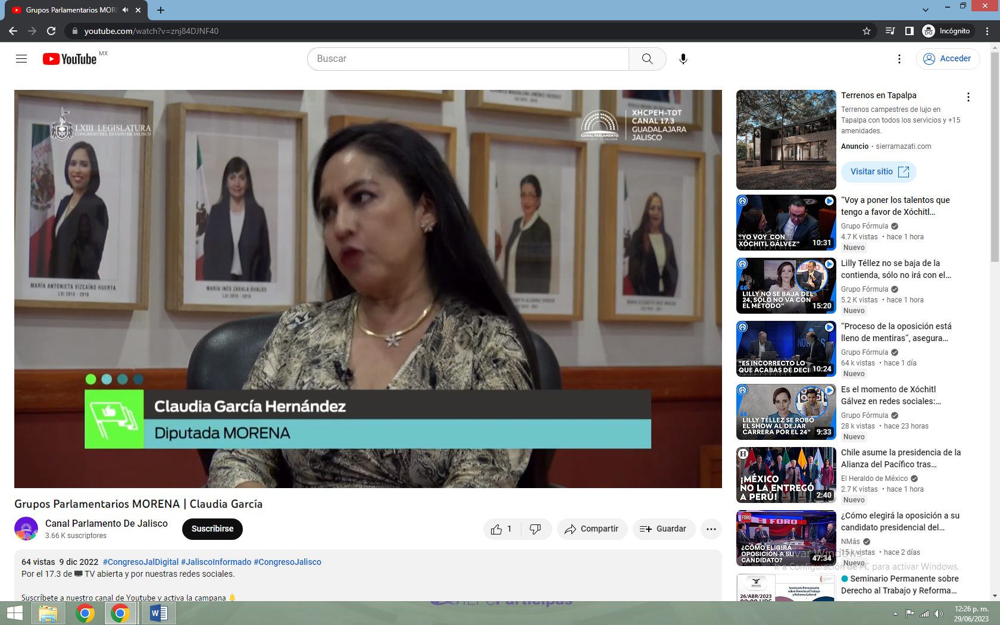 Grupos Parlamentarios MOR
youtube.com/watch?v=znj84DJNF40
Incógnito
YouTube MX
Buscar
Acceder
LXIII LEGISLATURA
CONGRESO DEL ESTADO DE JALISCO
XHCPEH-TDT
CANAL 17.3
GUADALAJARA
JALISCO
CANAL PARLAMENTO
MARÍA ANTONIETA VIZCAÍNO HUERTA
LXI 2015 - 2018
MARÍA INÉS ZAVALA ÁVALOS
LXI 2015 - 2018
Claudia García Hernández
Diputada MORENA
Grupos Parlamentarios MORENA | Claudia García
Canal Parlamento De Jalisco
3.66 K suscriptores
Suscribirse
1
Compartir
Guardar
64 vistas 9 dic 2022 #CongresoJalDigital #JaliscoInformado #CongresoJalisco
Por el 17.3 de TV abierta y por nuestras redes sociales.
Suscríbete a nuestro canal de Youtube y activa la campana
Terrenos en Tapalpa
Terrenos campestres de lujo en
Tapalpa con todos los servicios y +15
amenidades.
Anuncio · sierramazati.com
Visitar sitio
"YO VOY CON
XÓCHITL GÁLVEZ"
10:31
“Voy a poner los talentos que
tengo a favor de Xóchitl...
Grupo Fórmula
4.7 K vistas • hace 1 hora
Nuevo
LILLY NO SE BAJA DEL
24, SÓLO NO VA CON
EL MÉTODO”
15:20
Lilly Téllez no se baja de la
contienda, sólo no irá con el...
Grupo Fórmula
5.2 K vistas • hace 1 hora
Nuevo
“ES INCORRECTO LO
QUE ACABAS DE DECI
10:24
“Proceso de la oposición está
lleno de mentiras”, asegura...
Grupo Fórmula
64 k vistas • hace 1 día
Nuevo
LILLY TÉLLEZ SE ROBÓ
EL SHOW AL DEJAR
CARRERA POR EL 24”
9:33
Es el momento de Xóchitl
Gálvez en redes sociales:...
Grupo Fórmula
28 k vistas • hace 23 horas
Nuevo
H
¡MÉXICO
NO LA ENTREGÓ
A PERÚ!
2:40
Chile asume la presidencia de la
Alianza del Pacífico tras...
El Heraldo de México
2.7 K vistas • hace 1 hora
Nuevo
FORO
FORO
¿CÓMO ELIGIRÁ
OPOSICIÓN A SU
CANDIDATO?
47:34
¿Cómo elegirá la oposición a su
candidato presidencial del...
NMás
15 k vistas • hace 2 días
Nuevo
Activar Windows
Ir a Configuración de PC para activar Windows.
26/ABR/2023
Seminario Permanente
sobre Derecho al Trabajo y
Reforma Laboral
Seminario Permanente sobre
Derecho al Trabajo y Reforma...
Participas
12:26 p. m.
29/06/2023